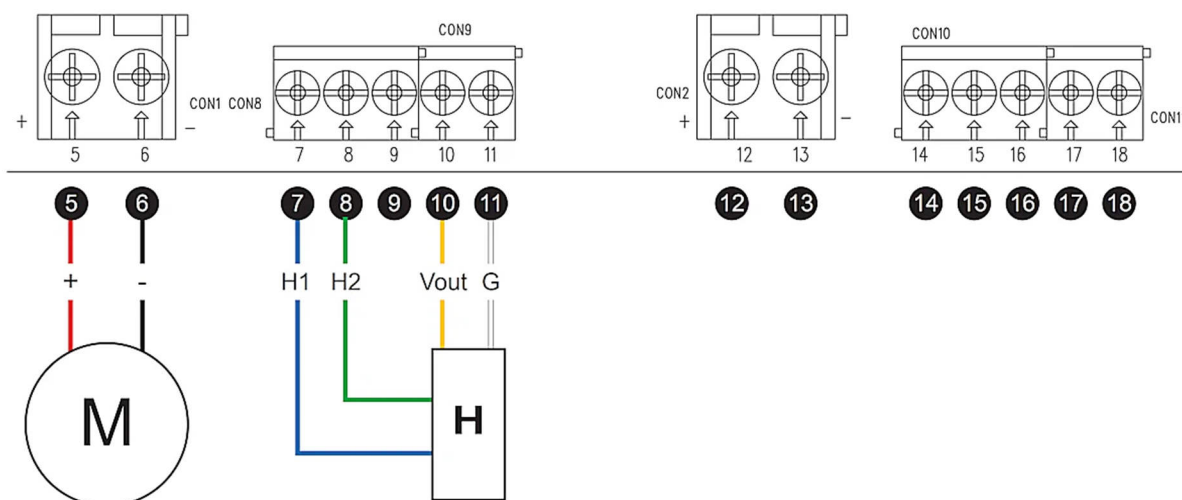 CON9
CON10
CON1 CON8
CON2
CON1
+ - + -
5 6 7 8 9 10 11 12 13 14 15 16 17 18
5 6 7 8 9 10 11 12 13 14 15 16 17 18
+ - H1 H2 Vout G
M H